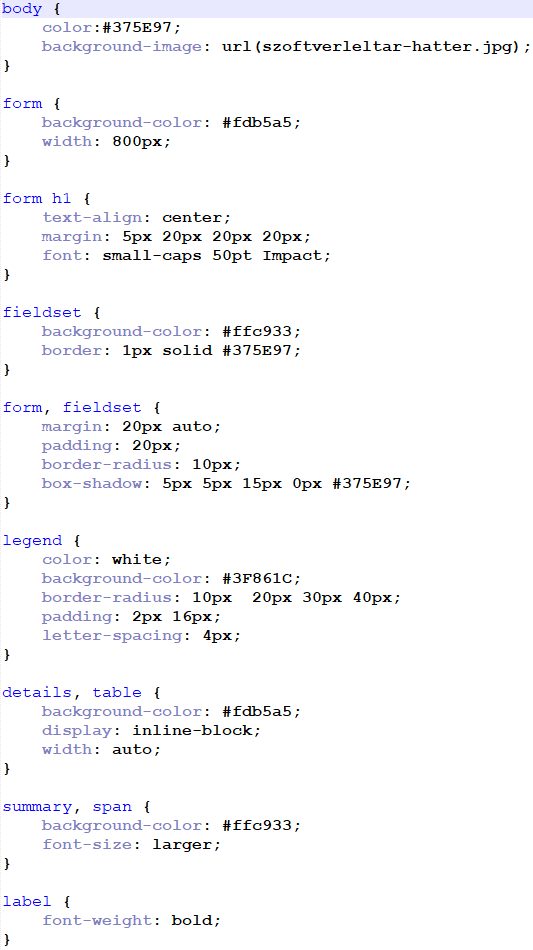 body {
    color:#375E97;
    background-image: url(szoftverleltar-hatter.jpg);
}

form {
    background-color: #fdb5a5;
    width: 800px;
}

form h1 {
    text-align: center;
    margin: 5px 20px 20px 20px;
    font: small-caps 50pt Impact;
}

fieldset {
    background-color: #ffc933;
    border: 1px solid #375E97;
}

form, fieldset {
    margin: 20px auto;
    padding: 20px;
    border-radius: 10px;
    box-shadow: 5px 5px 15px 0px #375E97;
}

legend {
    color: white;
    background-color: #3F861C;
    border-radius: 10px  20px 30px 40px;
    padding: 2px 16px;
    letter-spacing: 4px;
}

details, table {
    background-color: #fdb5a5;
    display: inline-block;
    width: auto;
}

summary, span {
    background-color: #ffc933;
    font-size: larger;
}

label {
    font-weight: bold;
}